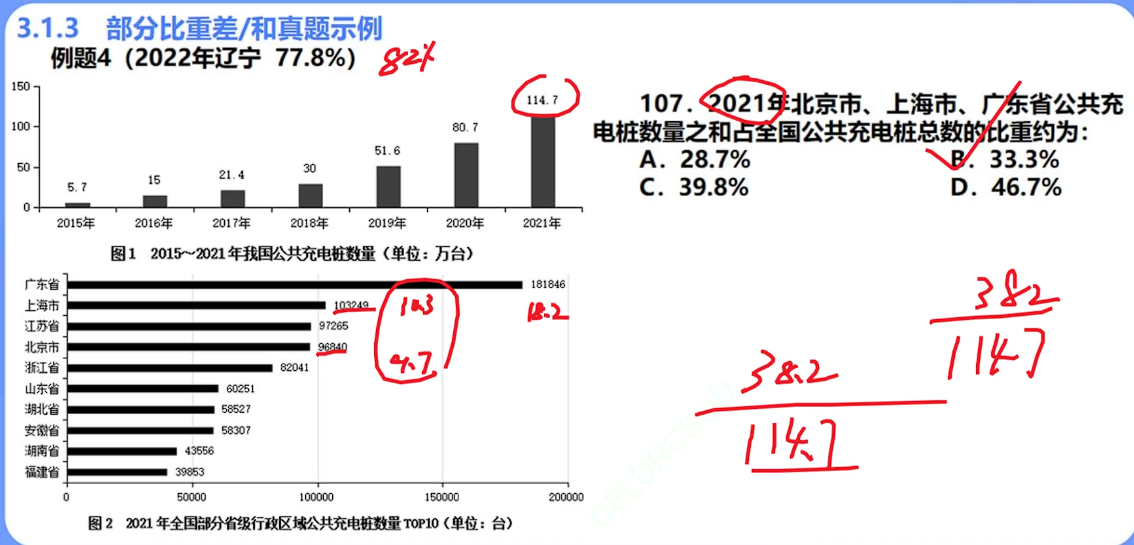 3.1.3 部分比重差/和真题示例
例题4（2022年辽宁 77.8%）
82%
150
100
50
0
5.7
15
21.4
30
51.6
80.7
114.7
2015年 2016年 2017年 2018年 2019年 2020年 2021年
图1 2015～2021年我国公共充电桩数量（单位：万台）
广东省 181846
上海市 103249
江苏省 97265
北京市 96840
浙江省 82041
山东省 60251
湖北省 58527
安徽省 58307
湖南省 43556
福建省 39853
10.3
18.2
9.7
0 50000 100000 150000 200000
图2 2021年全国部分省级行政区域公共充电桩数量TOP10（单位：台）
107．2021年北京市、上海市、广东省公共充
电桩数量之和占全国公共充电桩总数的比重约为：
A．28.7% B．33.3%
C．39.8% D．46.7%
38.2
114.7
38.2
114.7